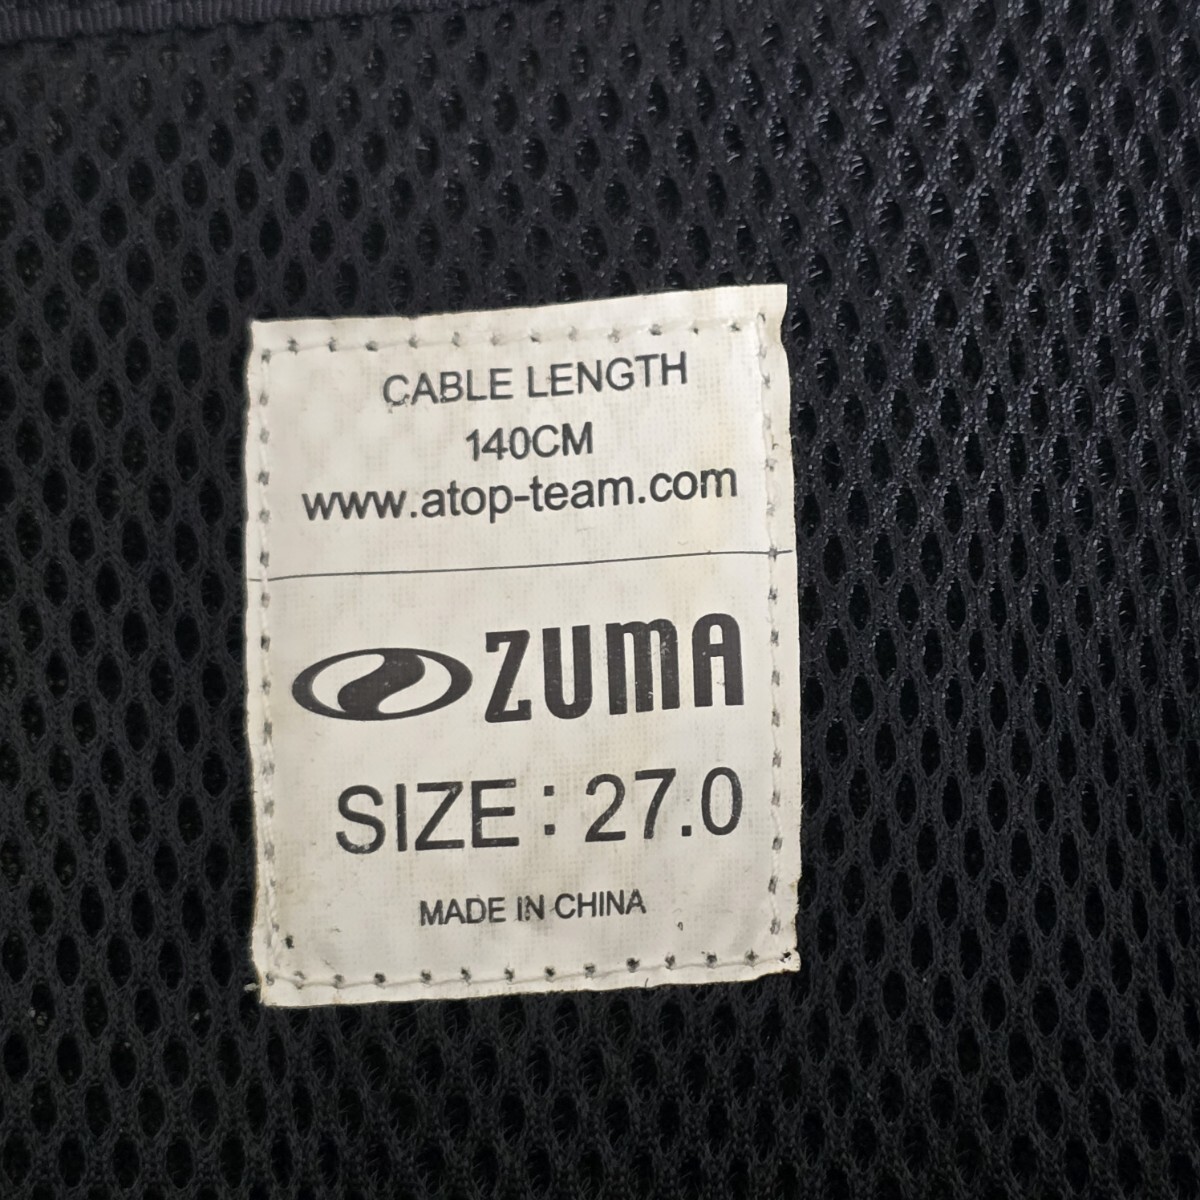 CABLE LENGTH
140CM
www.atop-team.com
ZUMA
SIZE : 27.0
MADE IN CHINA